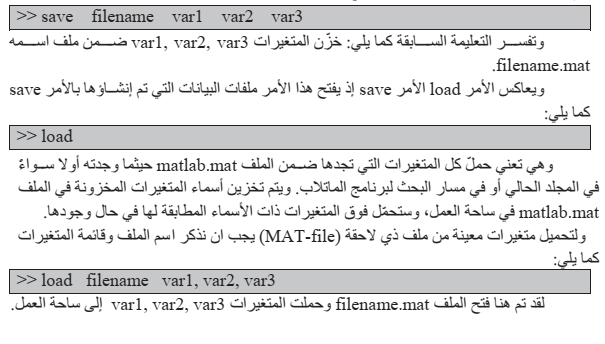 >> save filename var1 var2 var3
وتفسر التعليمة السابقة كما يلي: خزّن المتغيرات var1, var2, var3 ضمن ملف اسمه
filename.mat.
ويعاكس الأمر load الأمر save إذ يفتح هذا الأمر ملفات البيانات التي تم إنشاؤها بالأمر save
كما يلي:
>> load
وهي تعني حملّ كل المتغيرات التي تجدها ضمن الملف matlab.mat حيثما وجدته أولا سواءً
في المجلد الحالي أو في مسار البحث لبرنامج الماتلاب. ويتم تخزين أسماء المتغيرات المخزونة في الملف
matlab.mat في ساحة العمل، وستحمّل فوق المتغيرات ذات الأسماء المطابقة لها في حال وجودها.
ولتحميل متغيرات معينة من ملف ذي لاحقة (MAT-file) يجب ان نذكر اسم الملف وقائمة المتغيرات
كما يلي:
>> load filename var1, var2, var3
لقد تم هنا فتح الملف filename.mat وحملت المتغيرات var1, var2, var3 إلى ساحة العمل.